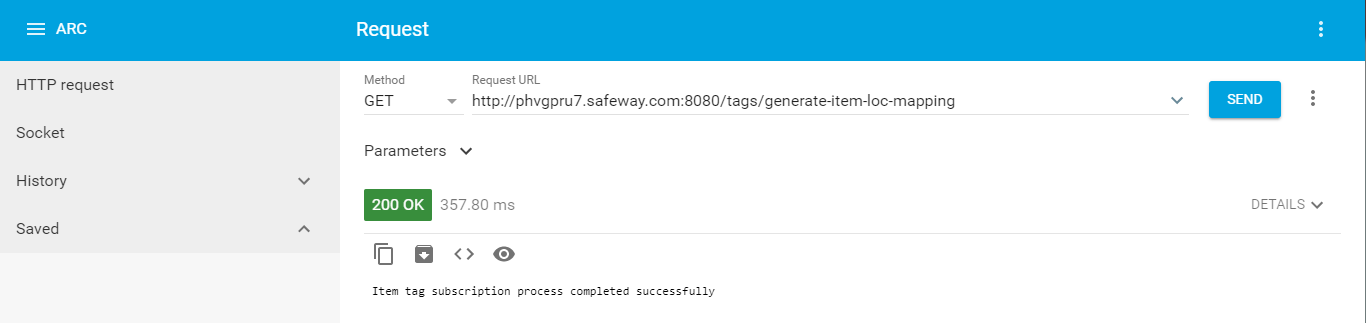 ARC
Request
HTTP request
Socket
History
Saved
Method
Request URL
GET
http://phvgpru7.safeway.com:8080/tags/generate-item-loc-mapping
SEND
Parameters
200 OK
357.80 ms
DETAILS
Item tag subscription process completed successfully